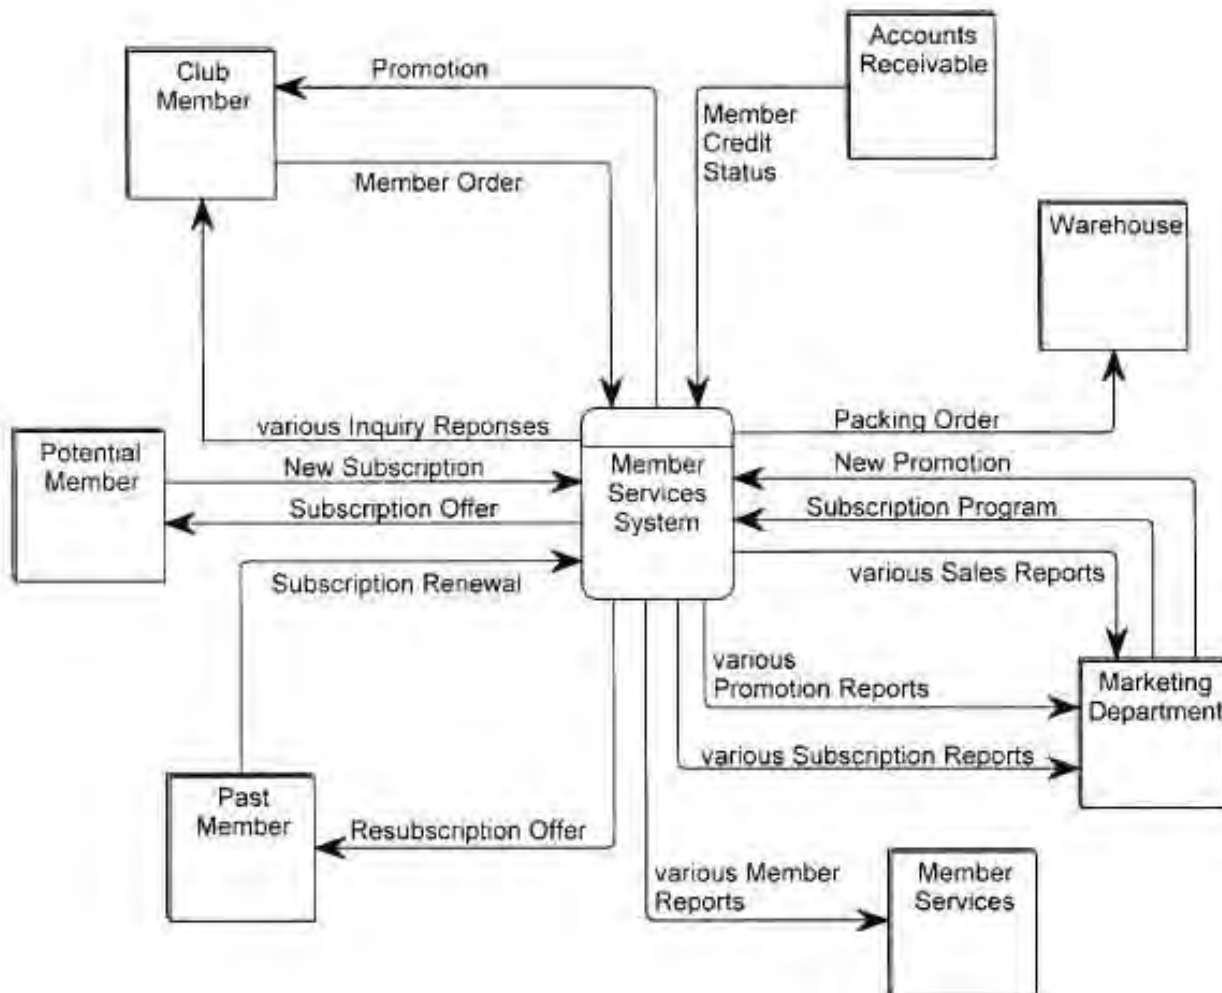 Accounts
Receivable
Club
Member
Promotion
Member
Credit
Status
Member Order
Warehouse
various Inquiry Reponses
Packing Order
Potential
Member
New Subscription
Member
Services
System
New Promotion
Subscription Offer
Subscription Program
Subscription Renewal
various Sales Reports
various
Promotion Reports
Marketing
Department
various Subscription Reports
Past
Member
Resubscription Offer
various Member
Reports
Member
Services